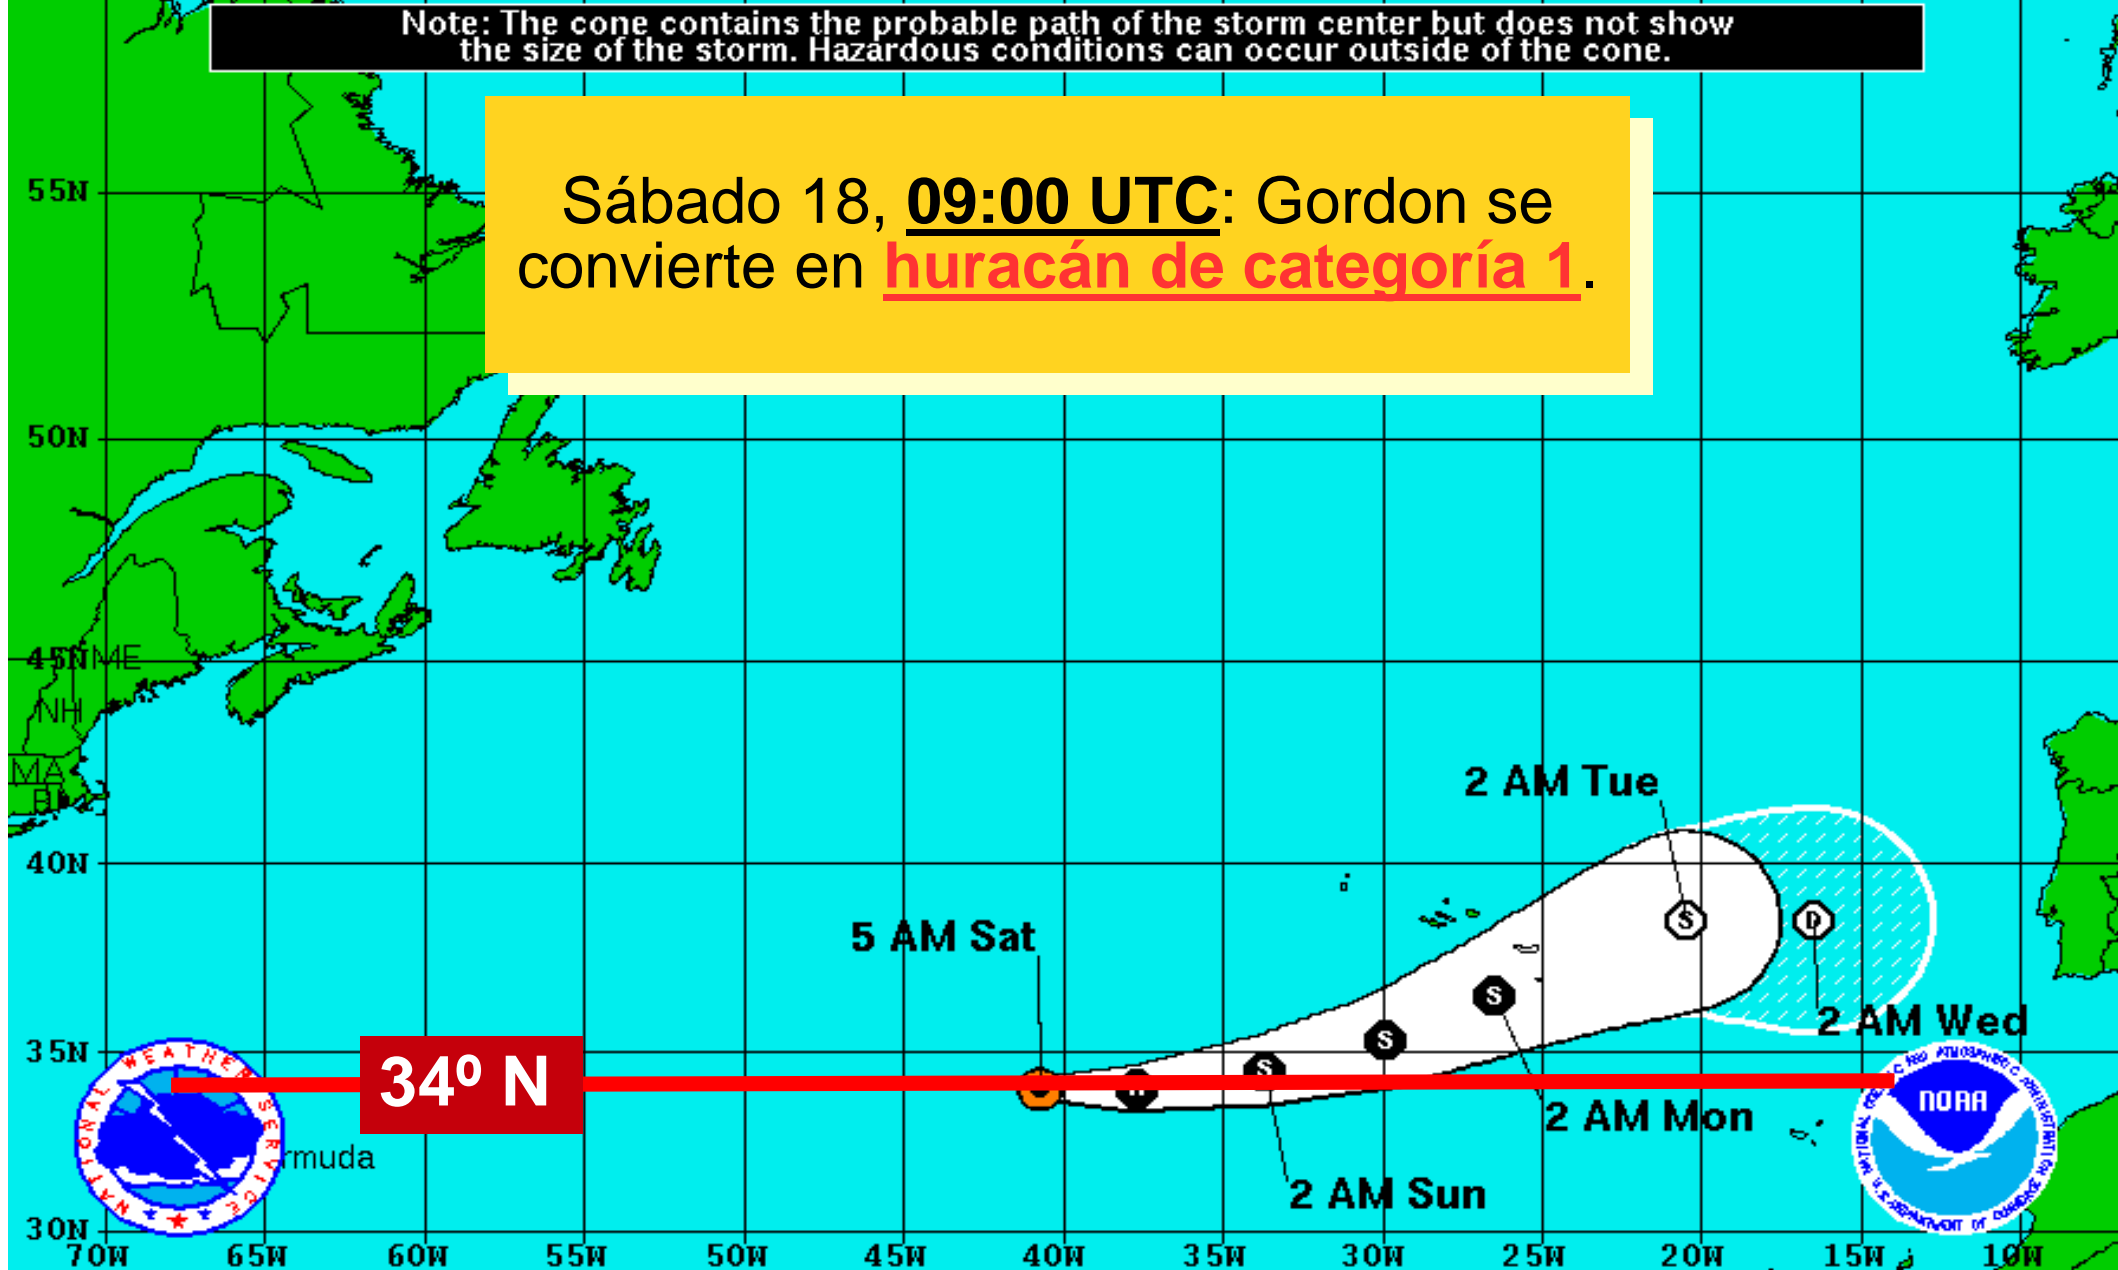 Note: The cone contains the probable path of the storm center but does not show
the size of the storm. Hazardous conditions can occur outside of the cone.
Sábado 18, 09:00 UTC: Gordon se
convierte en huracán de categoría 1.
55N
50N
45N ME
NH
MA
2 AM Tue
40N
5 AM Sat
S
D
S
2 AM Wed
35N
S
S
34º N
H
2 AM Mon
NATIONAL WEATHER SERVICE
NOAA
rmuda
2 AM Sun
30N
70W 65W 60W 55W 50W 45W 40W 35W 30W 25W 20W 15W 10W